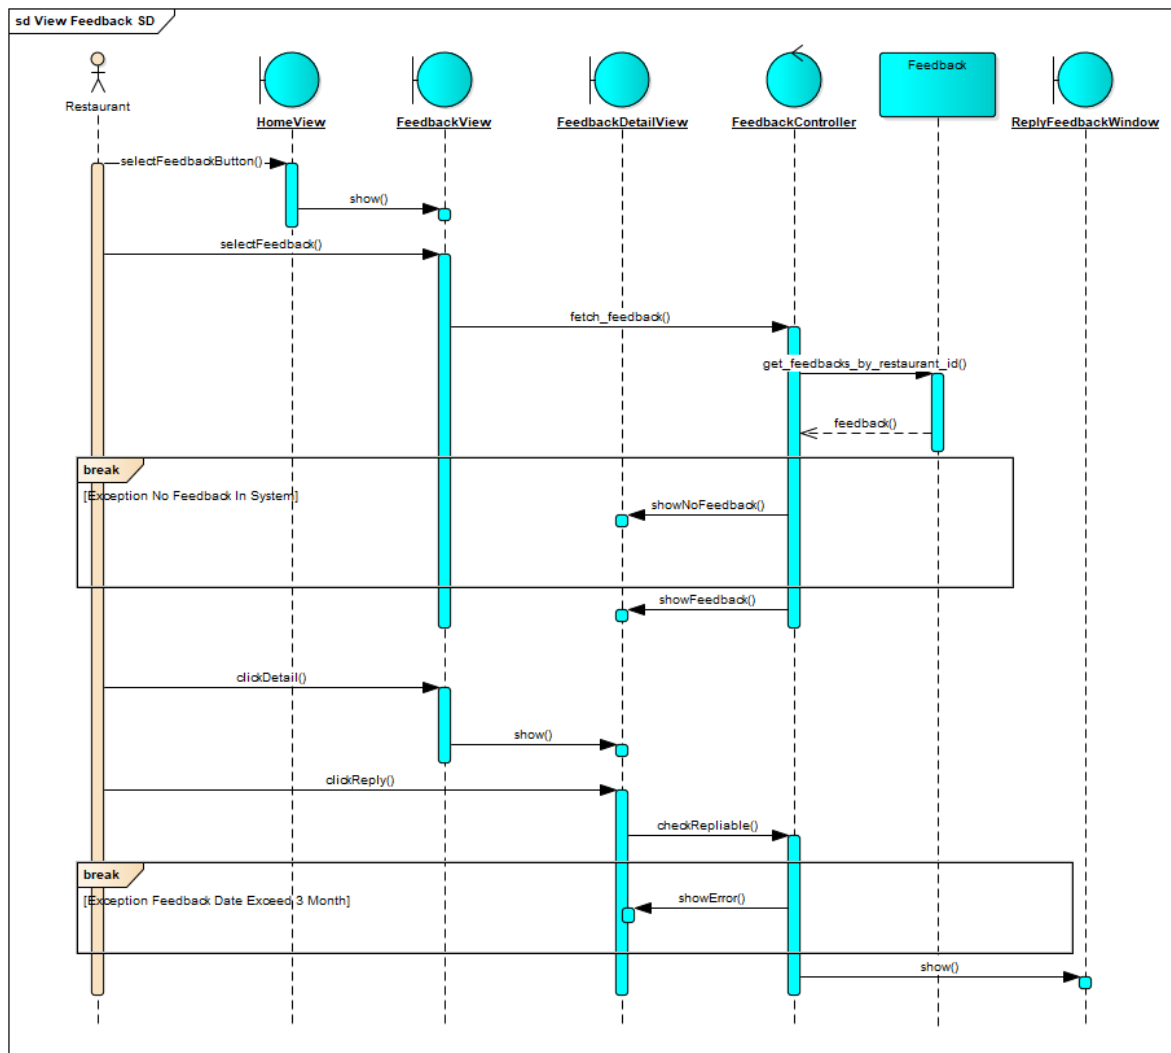 sd View Feedback SD
Feedback
Restaurant
HomeView
FeedbackView
FeedbackDetailView
FeedbackController
ReplyFeedbackWindow
selectFeedbackButton()
show()
selectFeedback()
fetch_feedback()
get_feedbacks_by_restaurant_id()
feedback()
break
[Exception No Feedback In System]
showNoFeedback()
showFeedback()
clickDetail()
show()
clickReply()
checkRepliable()
break
[Exception Feedback Date Exceed 3 Month]
showError()
show()